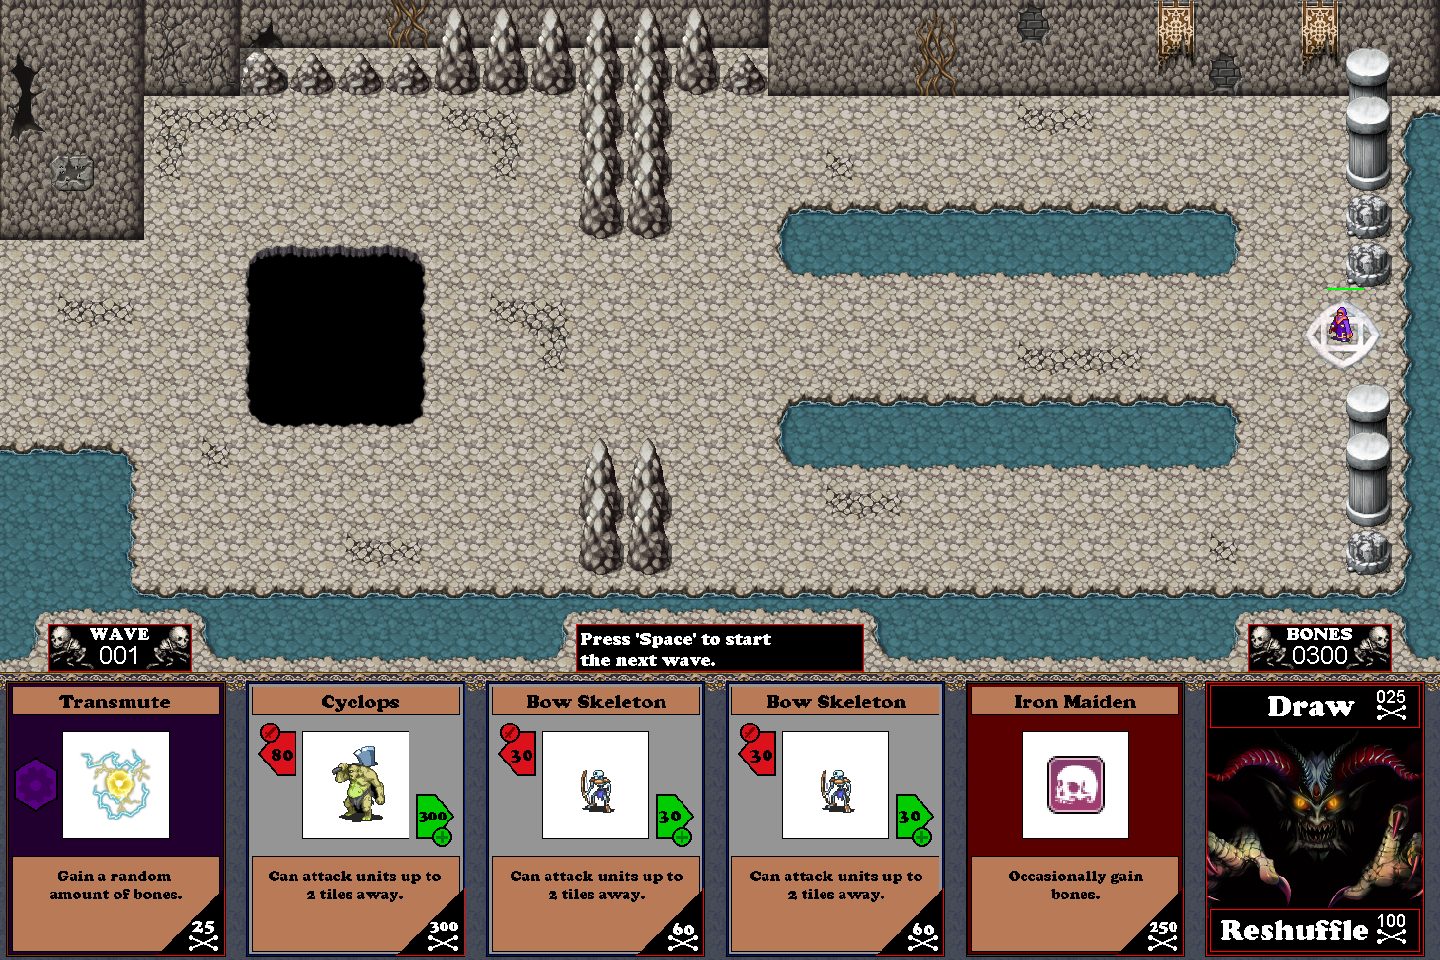 WAVE
001
Press 'Space' to start
the next wave.
BONES
0300
Transmute
Gain a random
amount of bones.
25
Cyclops
80
300
Can attack units up to
2 tiles away.
300
Bow Skeleton
30
30
Can attack units up to
2 tiles away.
60
Bow Skeleton
30
30
Can attack units up to
2 tiles away.
60
Iron Maiden
Occasionally gain
bones.
250
Draw 025
Reshuffle 100